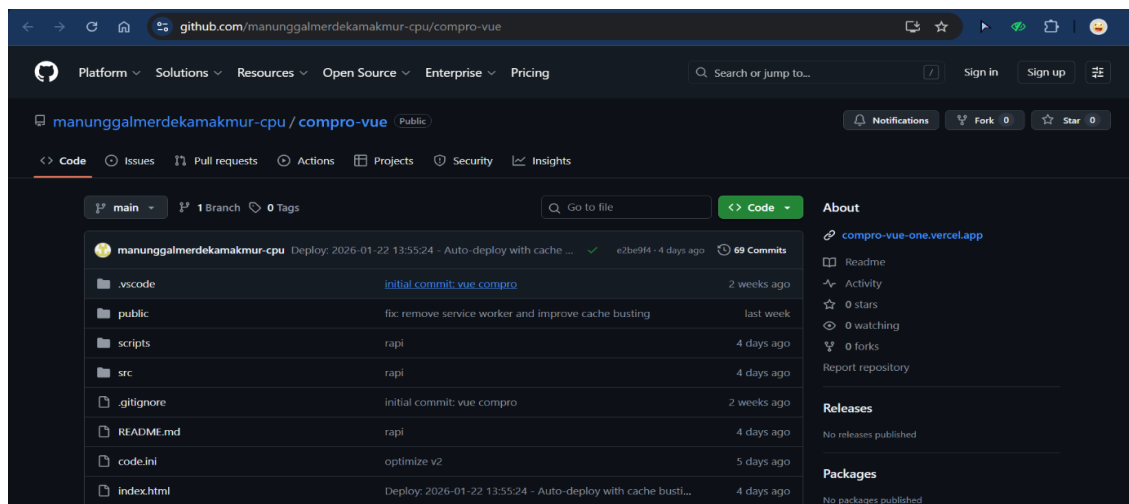 github.com/manunggalmerdekamakmur-cpu/compro-vue
Platform Solutions Resources Open Source Enterprise Pricing Search or jump to... / Sign in Sign up
manunggalmerdekamakmur-cpu / compro-vue Public Notifications Fork 0 Star 0
Code Issues Pull requests Actions Projects Security Insights
main 1 Branch 0 Tags Go to file Code
About
manunggalmerdekamakmur-cpu Deploy: 2026-01-22 13:55:24 - Auto-deploy with cache ... e2be9f4 · 4 days ago 69 Commits
.vscode initial commit: vue compro 2 weeks ago
public fix: remove service worker and improve cache busting last week
scripts rapi 4 days ago
src rapi 4 days ago
.gitignore initial commit: vue compro 2 weeks ago
README.md rapi 4 days ago
code.ini optimize v2 5 days ago
index.html Deploy: 2026-01-22 13:55:24 - Auto-deploy with cache busti... 4 days ago
compro-vue-one.vercel.app
Readme
Activity
0 stars
0 watching
0 forks
Report repository
Releases
No releases published
Packages
No packages published